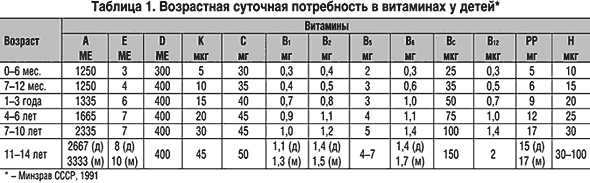 Таблица 1. Возрастная суточная потребность в витаминах у детей*
Возраст Витамины
A МЕ E МЕ D МЕ K мкг C мг B1 мг B2 мг B5 мг B6 мг Bc мкг B12 мкг PP мг H мкг
0–6 мес. 1250 3 300 5 30 0,3 0,4 2 0,3 25 0,3 5 10
7–12 мес. 1250 4 400 10 35 0,4 0,5 3 0,6 35 0,5 6 15
1–3 года 1335 6 400 15 40 0,7 0,8 3 1,0 50 0,7 9 20
4–6 лет 1665 7 400 20 45 0,9 1,1 4 1,1 75 1,0 12 25
7–10 лет 2335 7 400 30 45 1,0 1,2 5 1,4 100 1,4 17 30
11–14 лет 2667 (д) 8 (д) 400 45 50 1,1 (д) 1,4 (д) 4–7 1,4 (д) 150 2 15 (д) 30–100
3333 (м) 10 (м) 1,3 (м) 1,5 (м) 1,7 (м) 17 (м)
* – Минзрав СССР, 1991